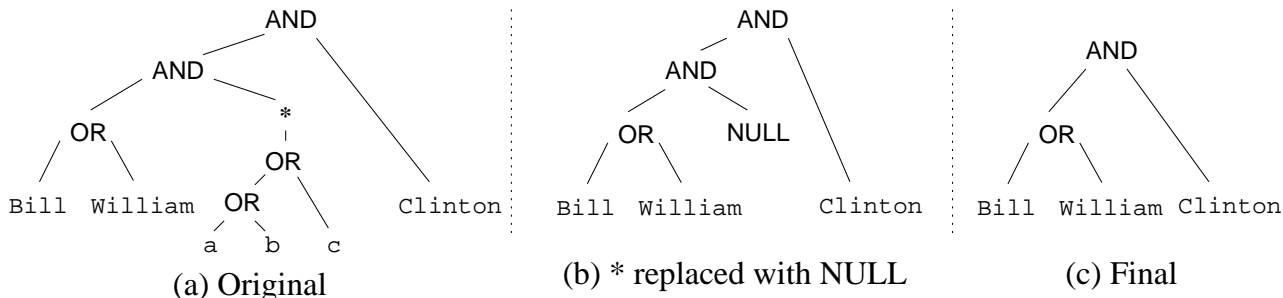 AND
AND
*
OR
OR
Bill William
OR
Clinton
a b c
(a) Original
AND
AND
OR NULL
Bill William
Clinton
(b) * replaced with NULL
AND
OR
Bill William Clinton
(c) Final